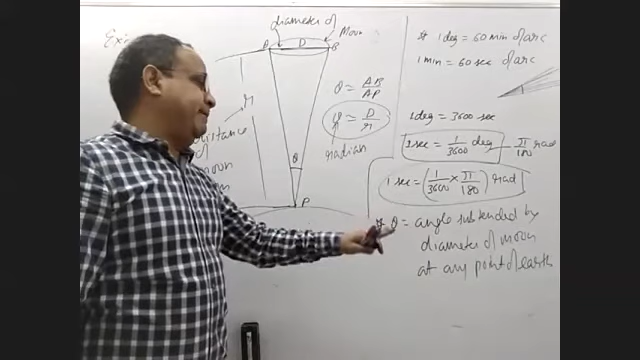 diameter of
Moon
A
D
B
r
distance
of
moon
θ = AB/AP
θ = D/r
radian
θ
P
# 1 deg = 60 min of arc
1 min = 60 sec of arc
1 deg = 3600 sec
1 sec = 1/3600 deg
π/180 rad
1 sec = (1/3600 × π/180) rad
# θ = angle subtended by
diameter of moon
at any point of earth